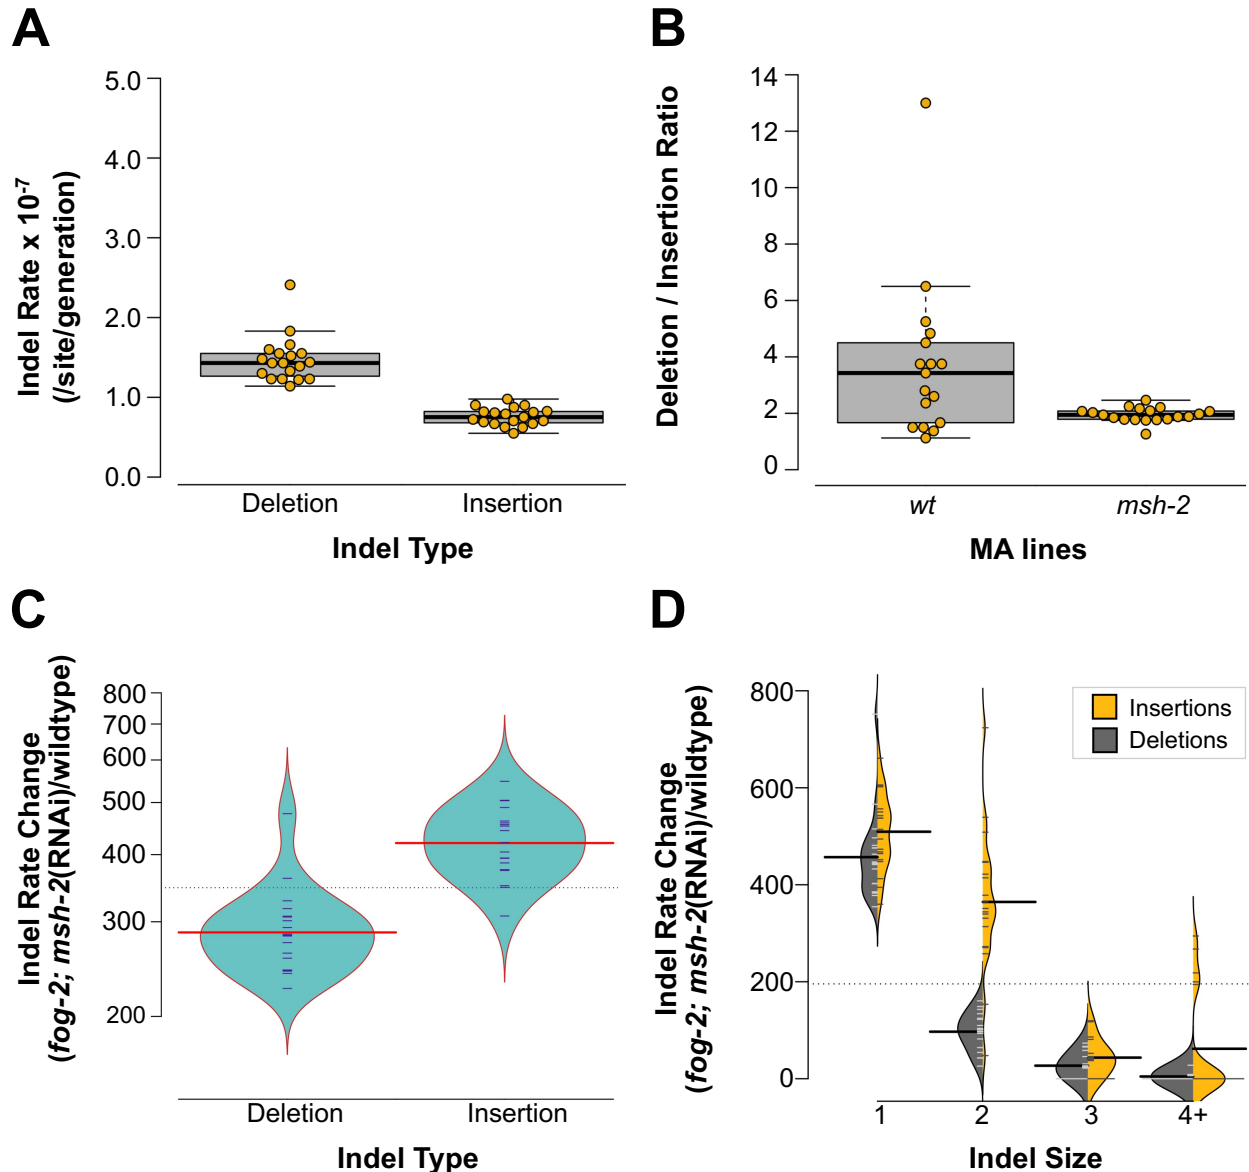 A
Indel Rate x 10-7
(/site/generation)
5.0
4.0
3.0
2.0
1.0
0.0
Deletion
Insertion
Indel Type
B
Deletion / Insertion Ratio
14
12
10
8
6
4
2
0
wt
msh-2
MA lines
C
Indel Rate Change
(fog-2; msh-2(RNAi)/wildtype)
800
700
600
500
400
300
200
Deletion
Insertion
Indel Type
D
Indel Rate Change
(fog-2; msh-2(RNAi)/wildtype)
800
600
400
200
0
Insertions
Deletions
1
2
3
4+
Indel Size